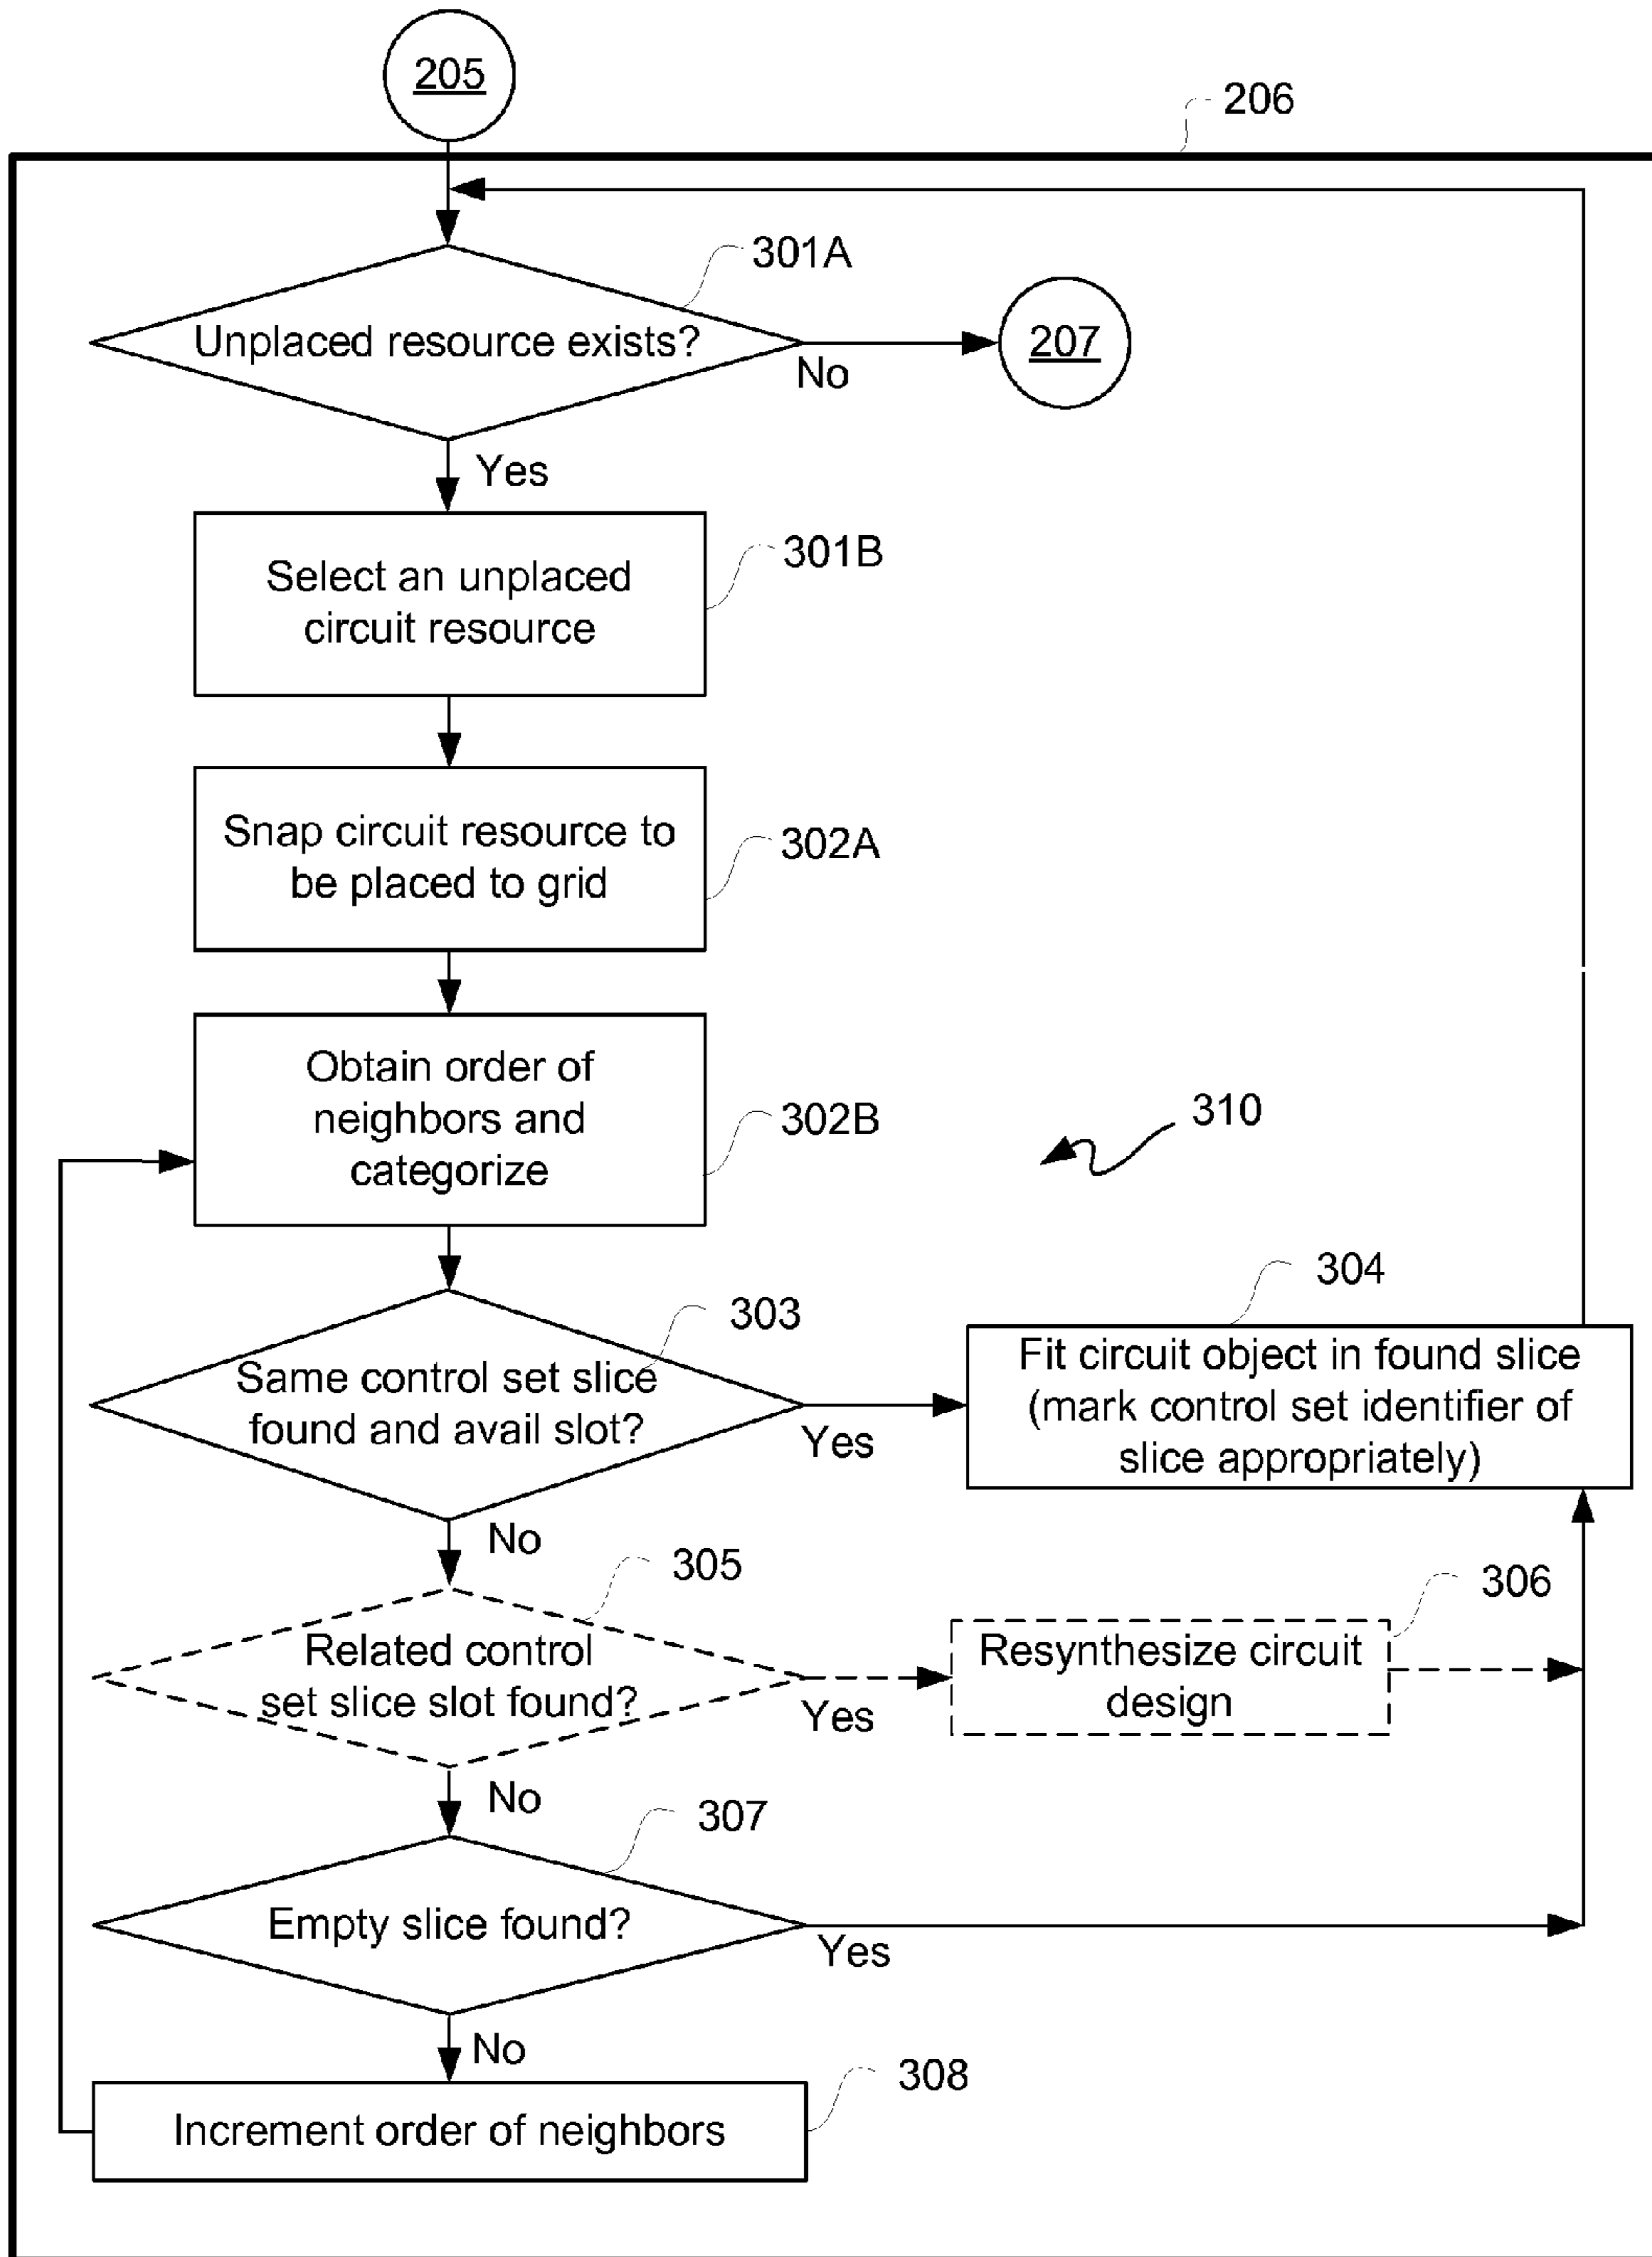 205
206
301A
Unplaced resource exists?
No
207
Yes
301B
Select an unplaced
circuit resource
Snap circuit resource to
be placed to grid
302A
Obtain order of
neighbors and
categorize
302B
310
303
304
Same control set slice
found and avail slot?
Yes
Fit circuit object in found slice
(mark control set identifier of
slice appropriately)
No
305
306
Related control
set slice slot found?
Yes
Resynthesize circuit
design
No
307
Empty slice found?
Yes
No
308
Increment order of neighbors